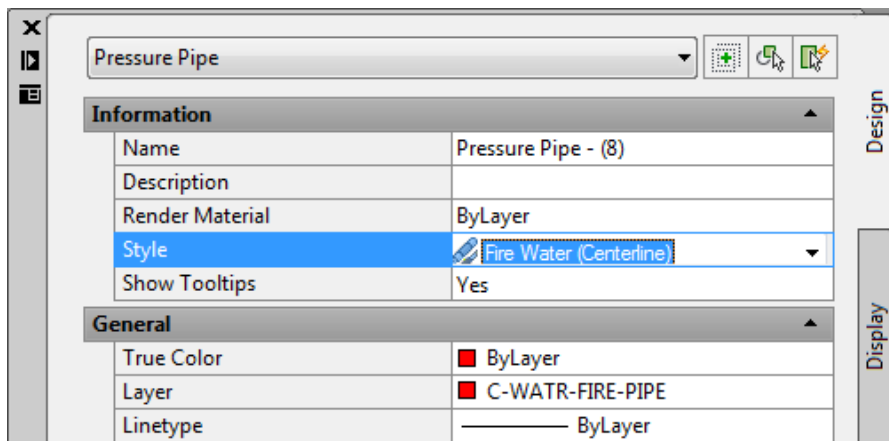 Pressure Pipe
Information
Name Pressure Pipe - (8)
Description
Render Material ByLayer
Style Fire Water (Centerline)
Show Tooltips Yes
General
True Color ByLayer
Layer C-WATR-FIRE-PIPE
Linetype ByLayer
Design
Display